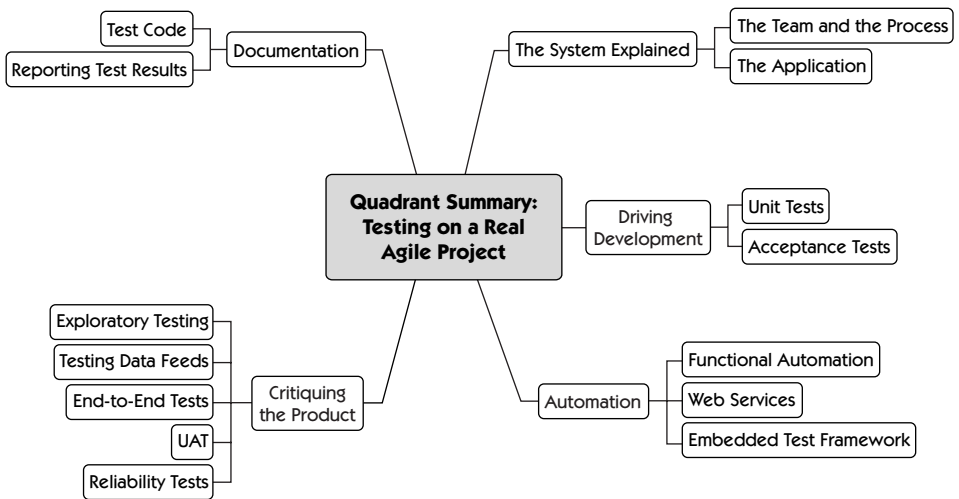 Test Code
Reporting Test Results
Documentation
The System Explained
The Team and the Process
The Application
Quadrant Summary:
Testing on a Real
Agile Project
Driving
Development
Unit Tests
Acceptance Tests
Exploratory Testing
Testing Data Feeds
End-to-End Tests
UAT
Reliability Tests
Critiquing
the Product
Automation
Functional Automation
Web Services
Embedded Test Framework